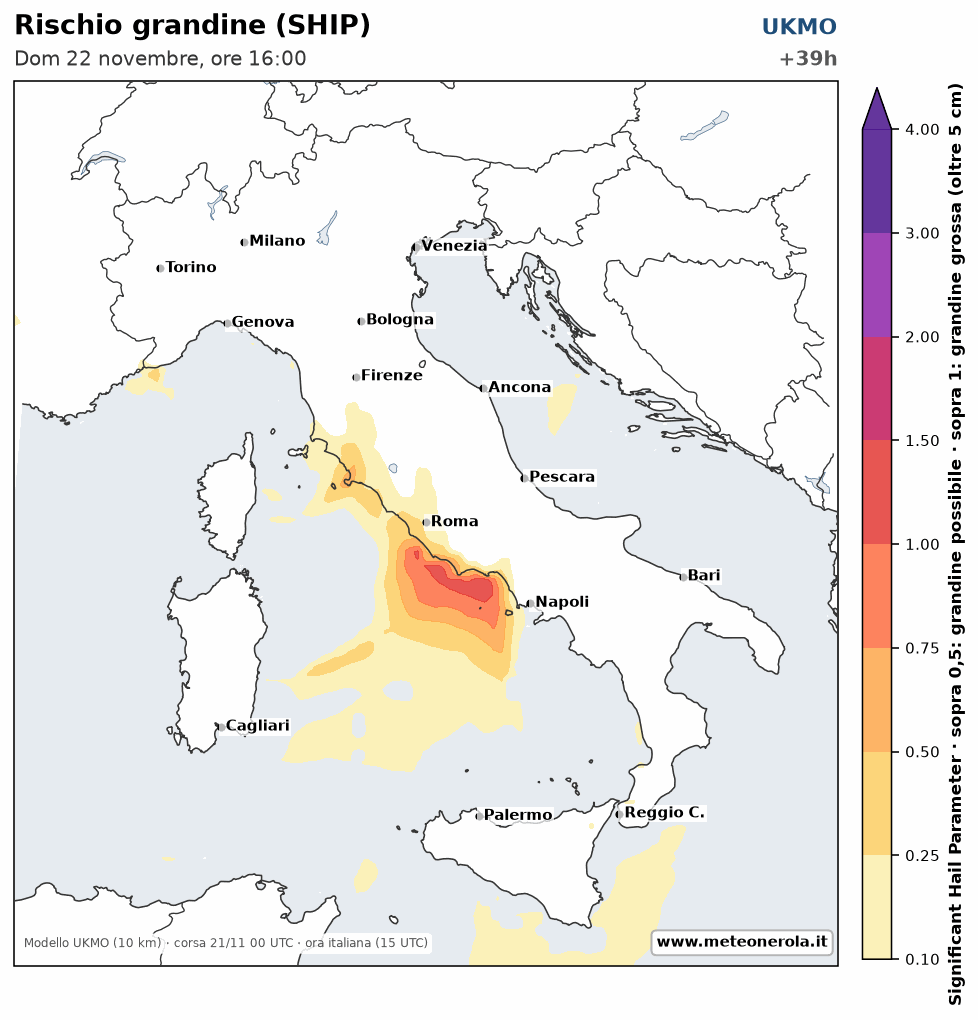 Rischio grandine (SHIP)
UKMO
Dom 22 novembre, ore 16:00
+39h
Milano
Venezia
Torino
Genova
Bologna
Firenze
Ancona
Pescara
Roma
Bari
Napoli
Cagliari
Palermo
Reggio C.
Modello UKMO (10 km) · corsa 21/11 00 UTC · ora italiana (15 UTC)
www.meteonerola.it
4.00
3.00
2.00
1.50
1.00
0.75
0.50
0.25
0.10
Significant Hail Parameter · sopra 0,5: grandine possibile · sopra 1: grandine grossa (oltre 5 cm)